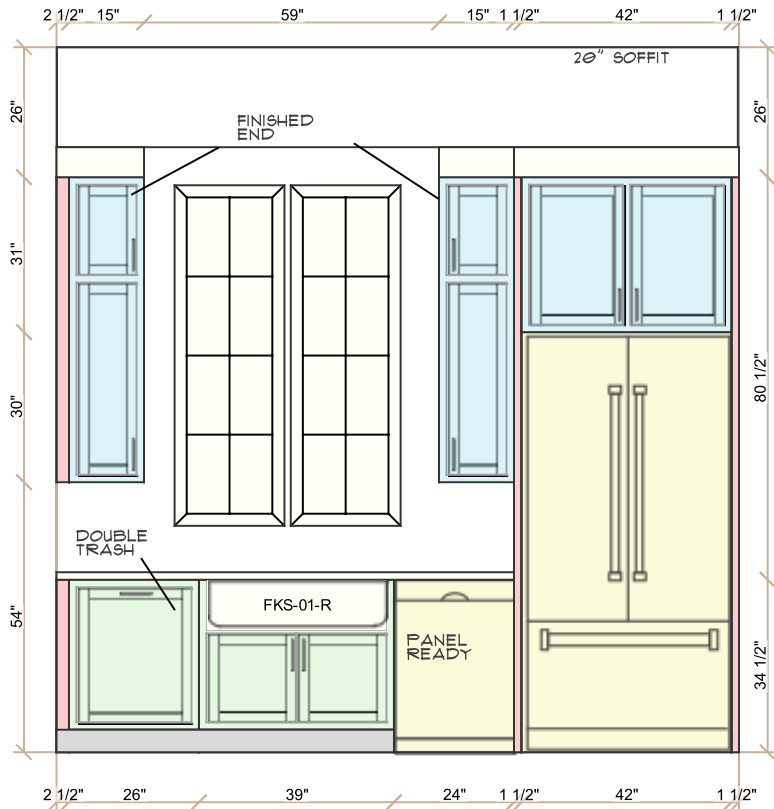 2 1/2" 15" 59" 15" 1 1/2" 42" 1 1/2"
20" SOFFIT
26"
26"
FINISHED
END
31"
80 1/2"
30"
DOUBLE
TRASH
FKS-01-R
54"
PANEL
READY
34 1/2"
2 1/2" 26" 39" 24" 1 1/2" 42" 1 1/2"